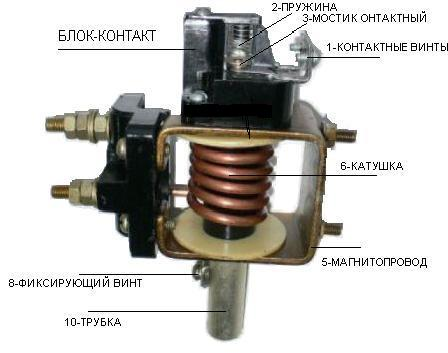 2-ПРУЖИНА
3-МОСТИК ОНТАКТНЫЙ
БЛОК-КОНТАКТ
1-КОНТАКТНЫЕ ВИНТЫ
6-КАТУШКА
5-МАГНИТОПРОВОД
8-ФИКСИРУЮЩИЙ ВИНТ
10-ТРУБКА